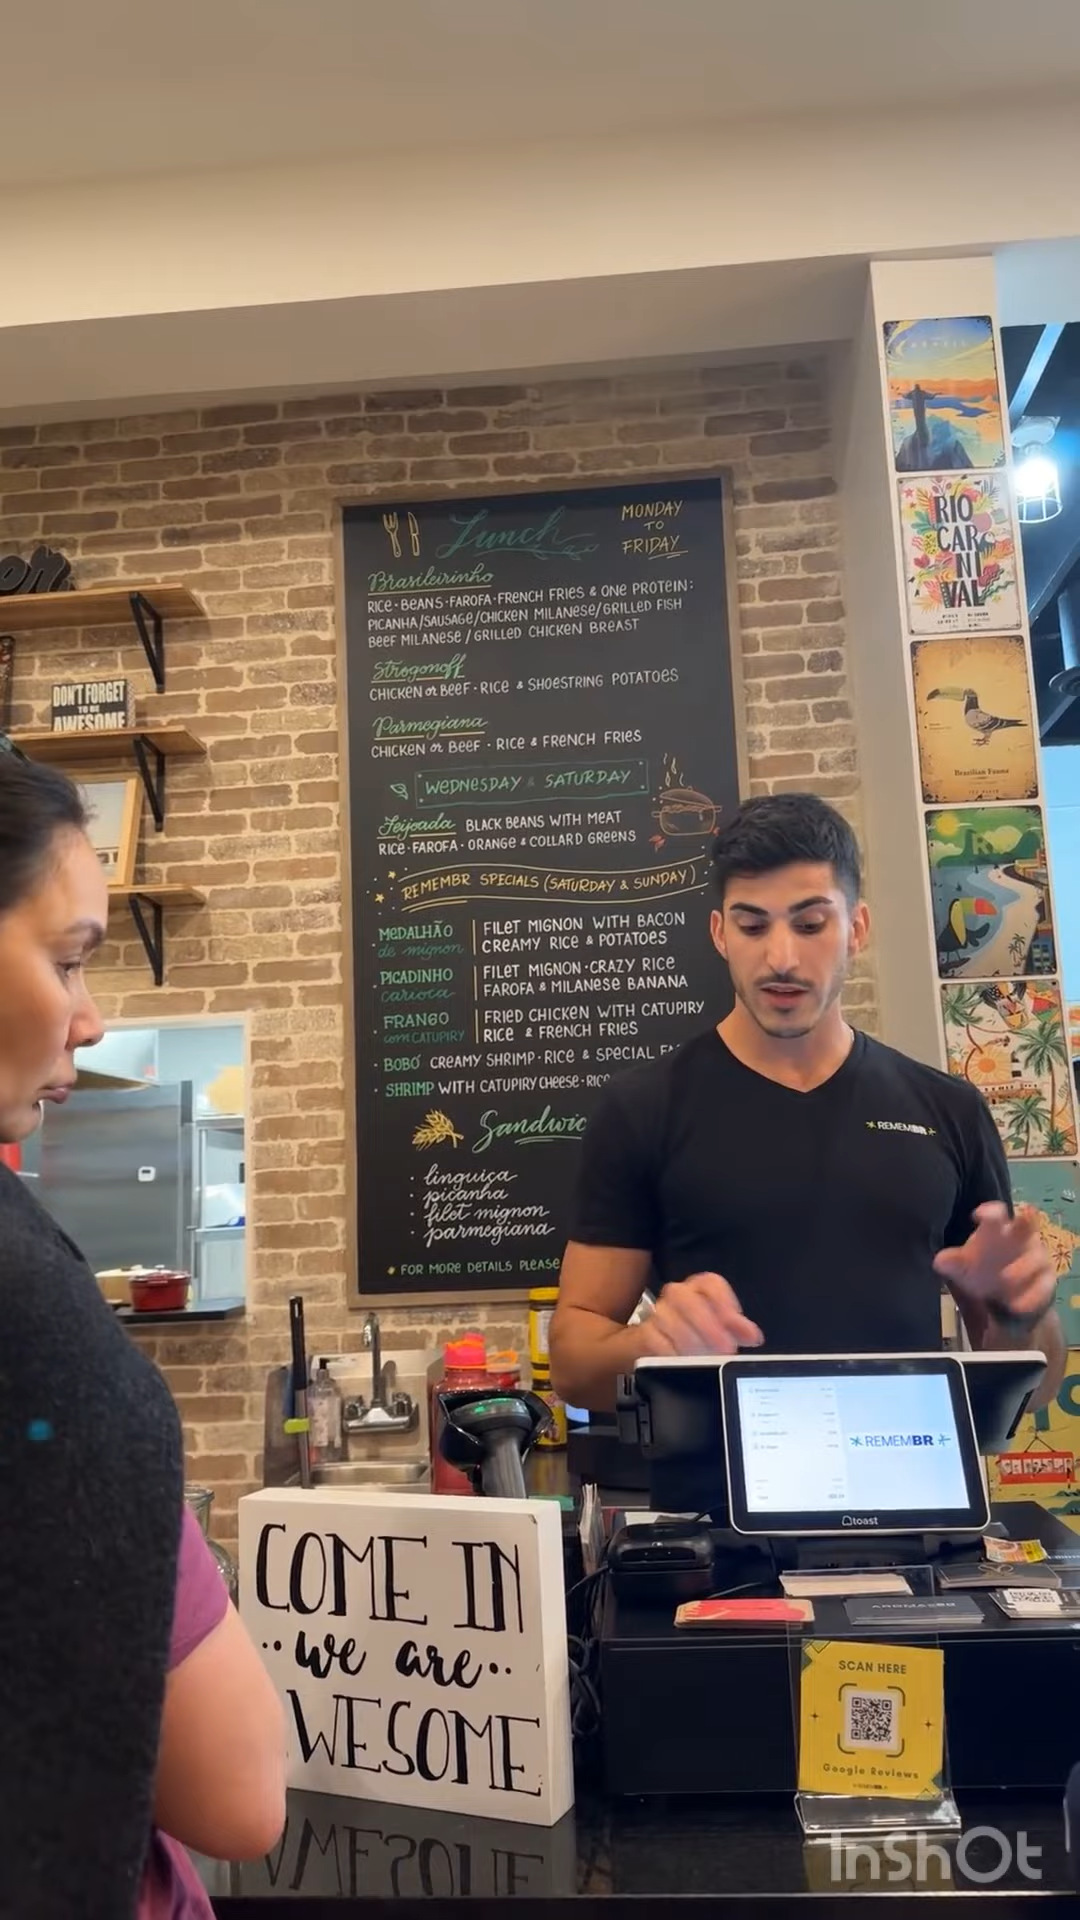 Lunch
MONDAY
TO
FRIDAY
Brasileirinho
RICE · BEANS · FAROFA · FRENCH FRIES & ONE PROTEIN:
PICANHA/SAUSAGE/CHICKEN MILANESE/GRILLED FISH
BEEF MILANESE / GRILLED CHICKEN BREAST
Strogonoff
CHICKEN or BEEF · RICE & SHOESTRING POTATOES
Parmegiana
CHICKEN or BEEF · RICE & FRENCH FRIES
WEDNESDAY & SATURDAY
Feijoada BLACK BEANS WITH MEAT
RICE · FAROFA · ORANGE & COLLARD GREENS
REMEMBR SPECIALS (SATURDAY & SUNDAY)
MEDALHÃO
de mignon
FILET MIGNON WITH BACON
CREAMY RICE & POTATOES
PICADINHO
carioca
FILET MIGNON · CRAZY RICE
FAROFA & MILANESE BANANA
FRANGO
com CATUPIRY
FRIED CHICKEN WITH CATUPIRY
RICE & FRENCH FRIES
· BOBÓ CREAMY SHRIMP · RICE & SPECIAL FA
· SHRIMP WITH CATUPIRY CHEESE · RICE
Sandwic
· linguiça
· picanha
· filet mignon
· parmegiana
* FOR MORE DETAILS PLEASE
DON'T FORGET
TO BE
AWESOME
RIO
CAR
NI
VAL
Brazilian Fauna
RIO
REMEMBR
REMEMBR
toast
COME IN
we are
AWESOME
SCAN HERE
Google Reviews
InShOt